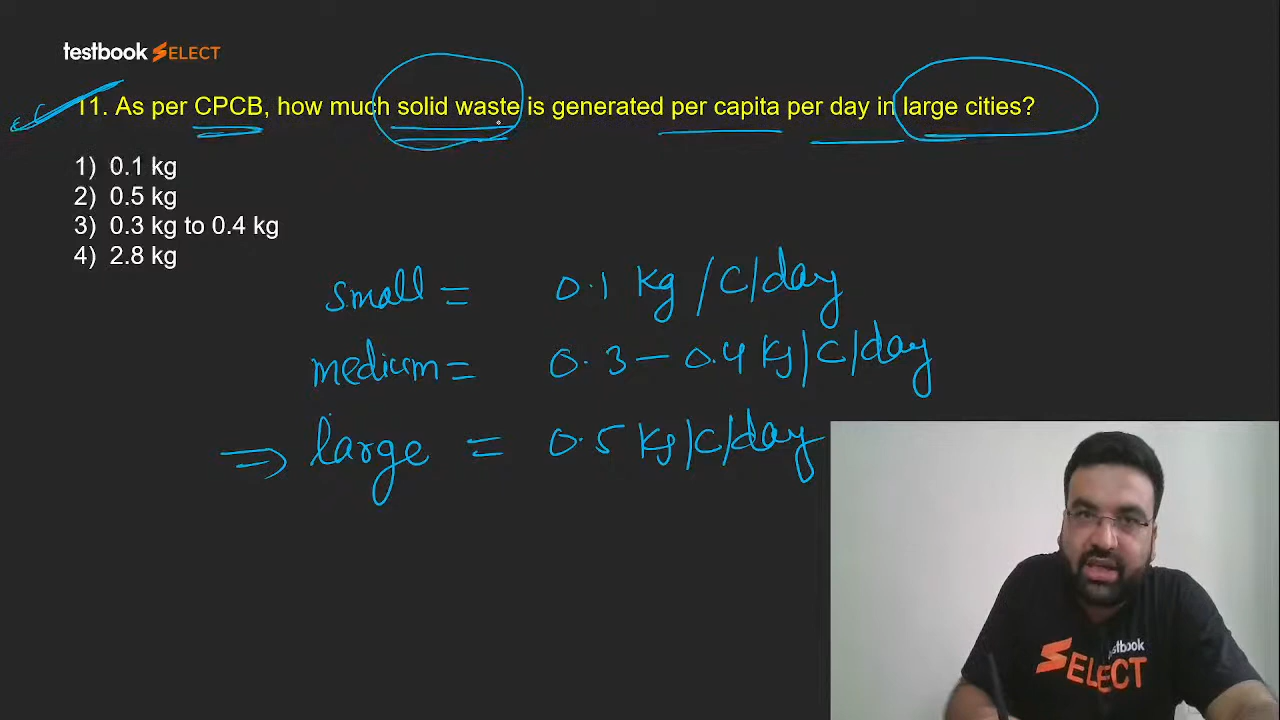 testbook SELECT
11. As per CPCB, how much solid waste is generated per capita per day in large cities?
1) 0.1 kg
2) 0.5 kg
3) 0.3 kg to 0.4 kg
4) 2.8 kg
small = 0.1 kg/c/day
medium = 0.3 - 0.4 kg/c/day
⇒ large = 0.5 kg/c/day
testbook
SELECT